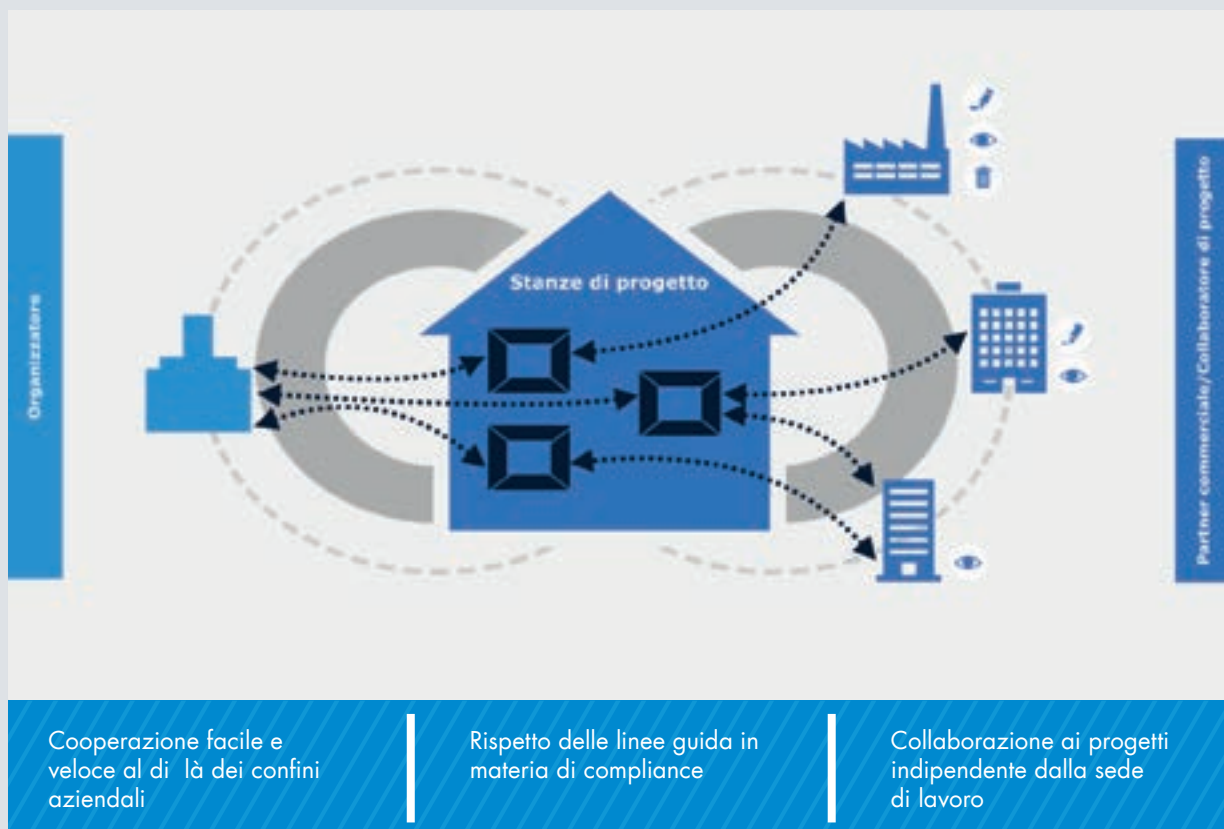 Organizzatore
Stanze di progetto
Partner commerciale/Collaboratore di progetto
Cooperazione facile e
veloce al di là dei confini
aziendali
Rispetto delle linee guida in
materia di compliance
Collaborazione ai progetti
indipendente dalla sede
di lavoro